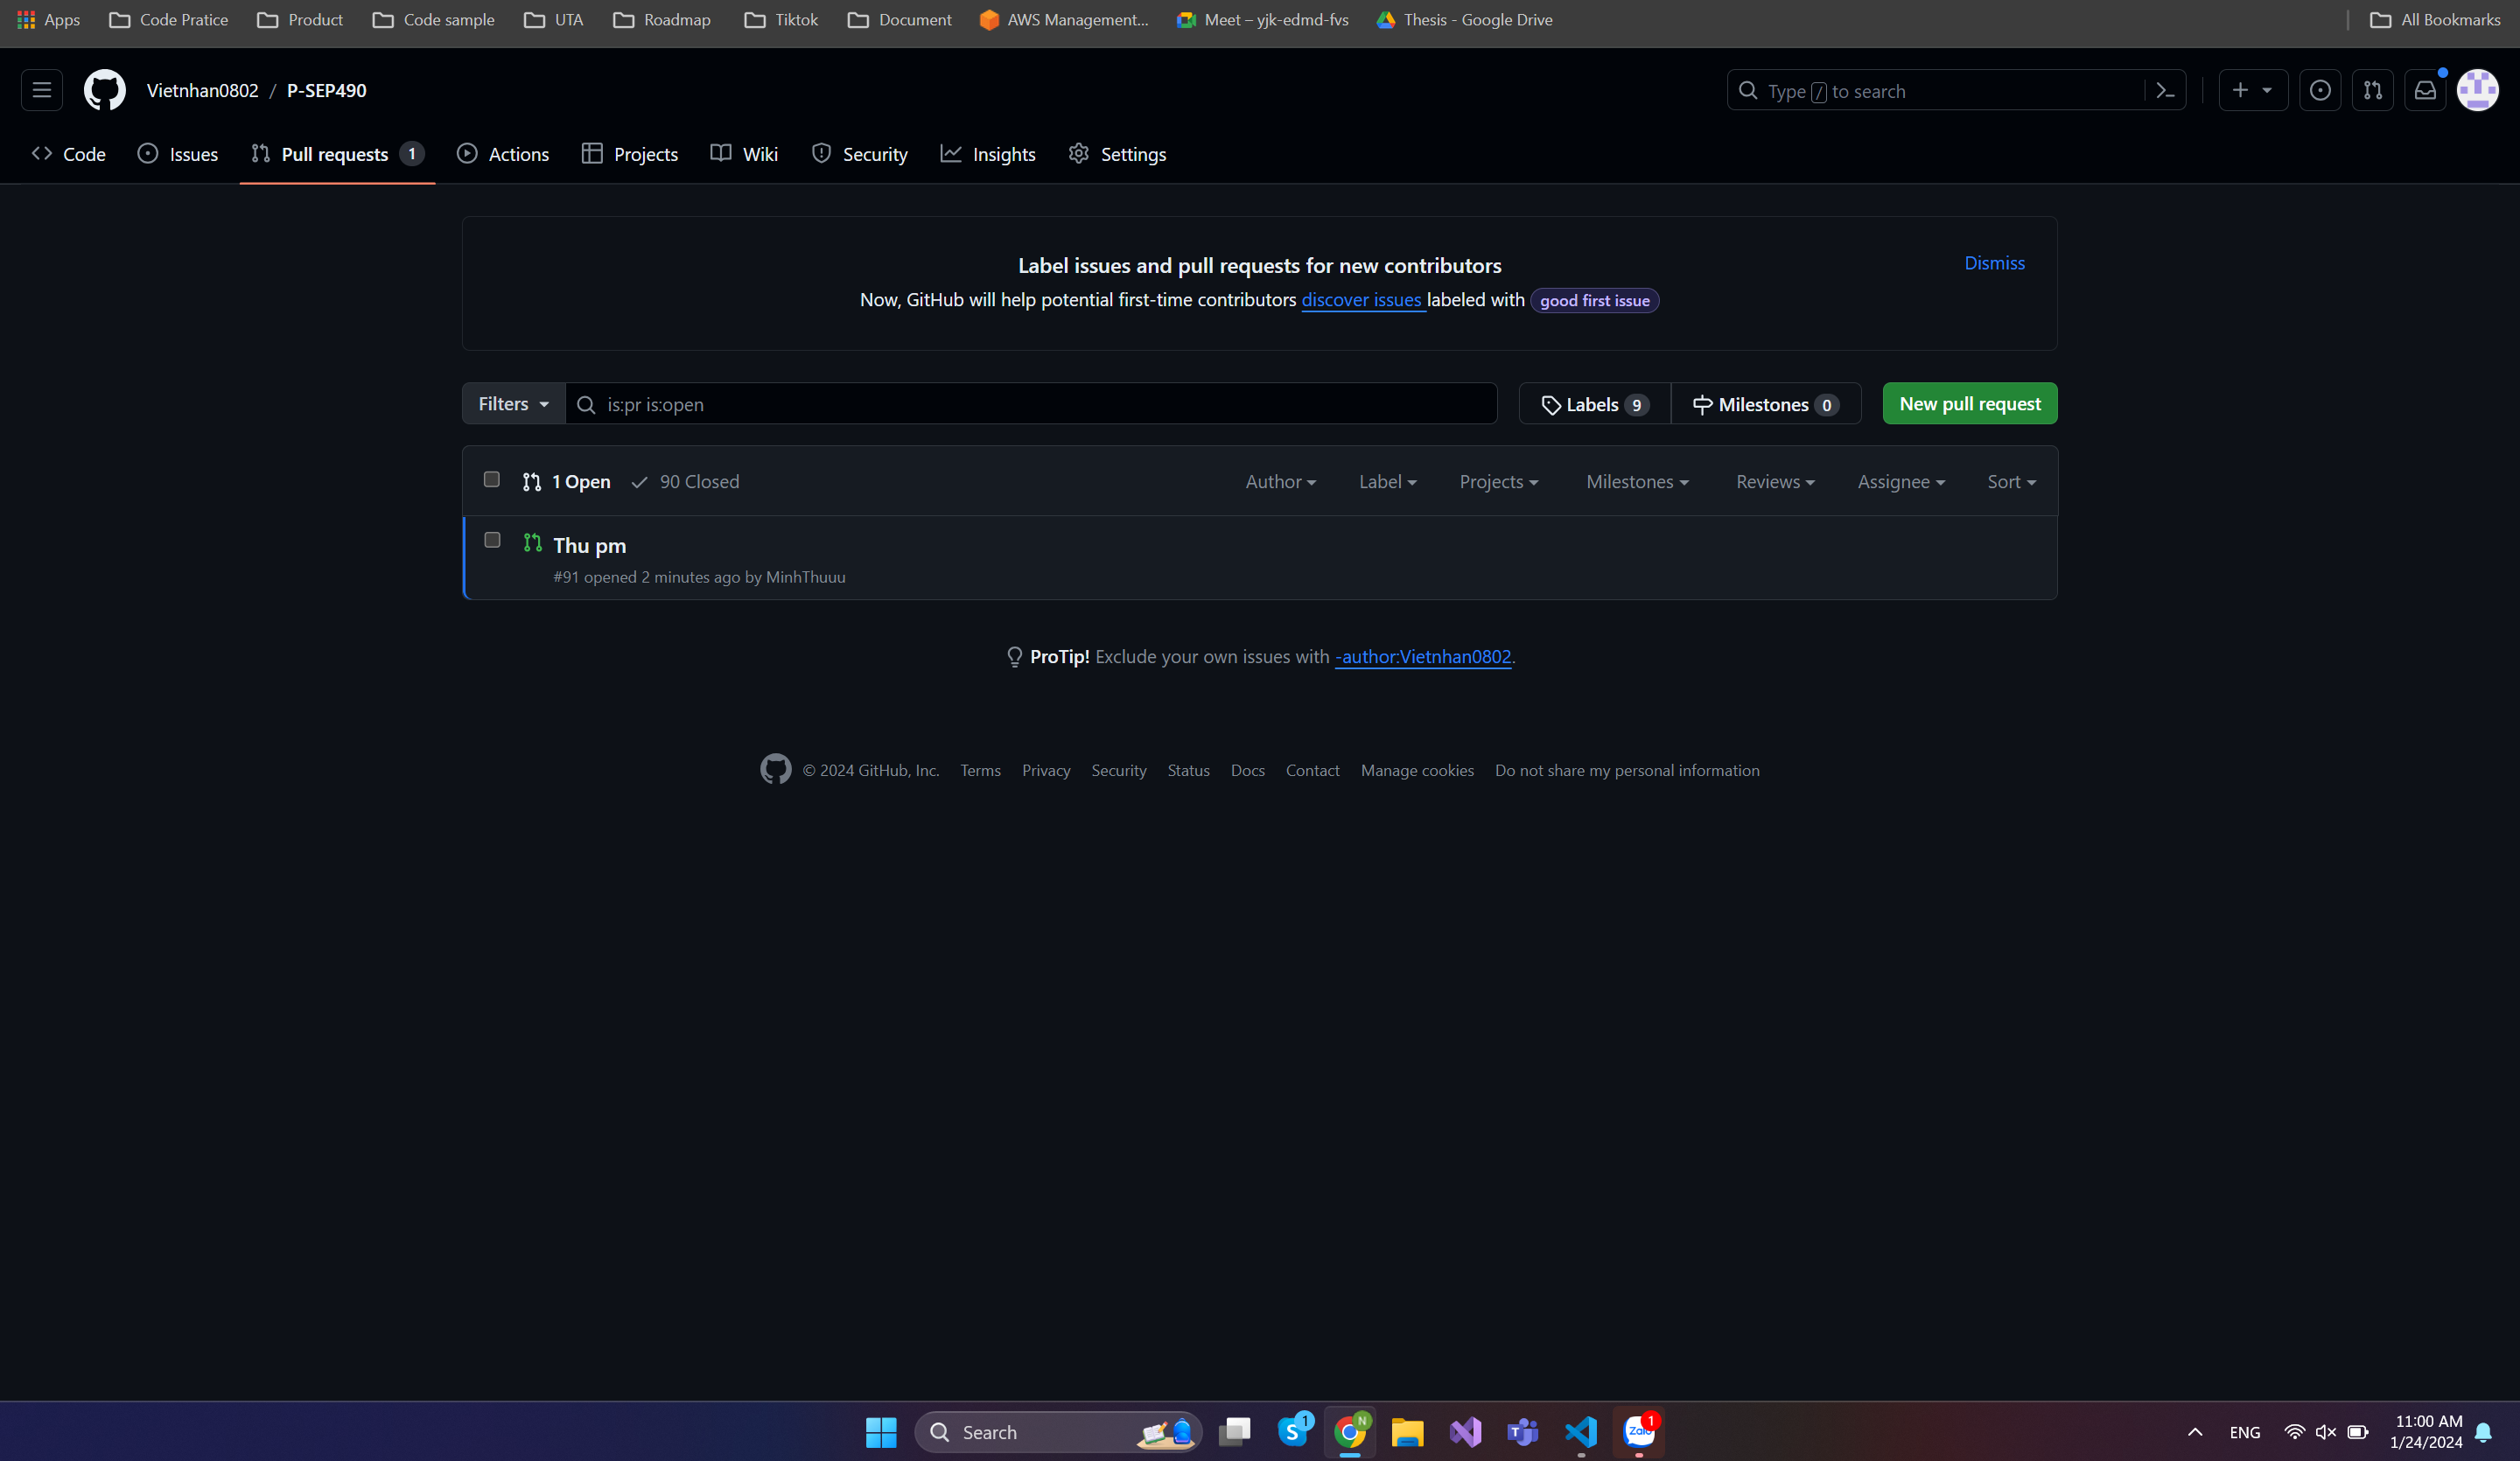 Apps Code Pratice Product Code sample UTA Roadmap Tiktok Document AWS Management... Meet – yjk-edmd-fvs Thesis - Google Drive All Bookmarks
Vietnhan0802 / P-SEP490 Type / to search
Code Issues Pull requests 1 Actions Projects Wiki Security Insights Settings
Label issues and pull requests for new contributors Dismiss
Now, GitHub will help potential first-time contributors discover issues labeled with good first issue
Filters is:pr is:open Labels 9 Milestones 0 New pull request
1 Open 90 Closed Author Label Projects Milestones Reviews Assignee Sort
Thu pm
#91 opened 2 minutes ago by MinhThuuu
ProTip! Exclude your own issues with -author:Vietnhan0802.
© 2024 GitHub, Inc. Terms Privacy Security Status Docs Contact Manage cookies Do not share my personal information
Search S 1 N T Zalo 1 ENG 11:00 AM
1/24/2024